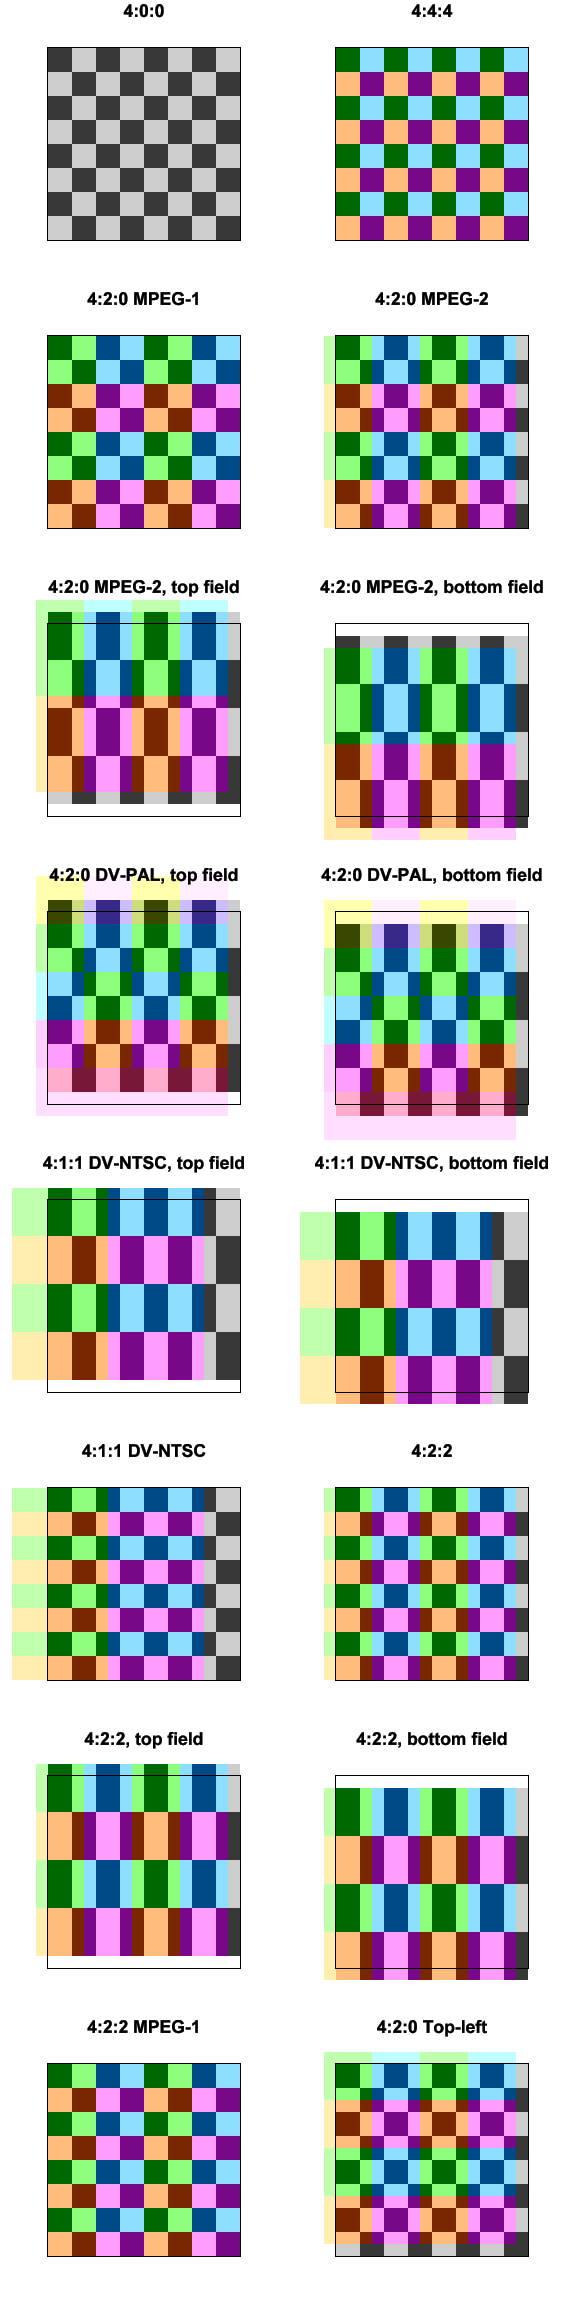 4:0:0
4:4:4
4:2:0 MPEG-1
4:2:0 MPEG-2
4:2:0 MPEG-2, top field
4:2:0 MPEG-2, bottom field
4:2:0 DV-PAL, top field
4:2:0 DV-PAL, bottom field
4:1:1 DV-NTSC, top field
4:1:1 DV-NTSC, bottom field
4:1:1 DV-NTSC
4:2:2
4:2:2, top field
4:2:2, bottom field
4:2:2 MPEG-1
4:2:0 Top-left